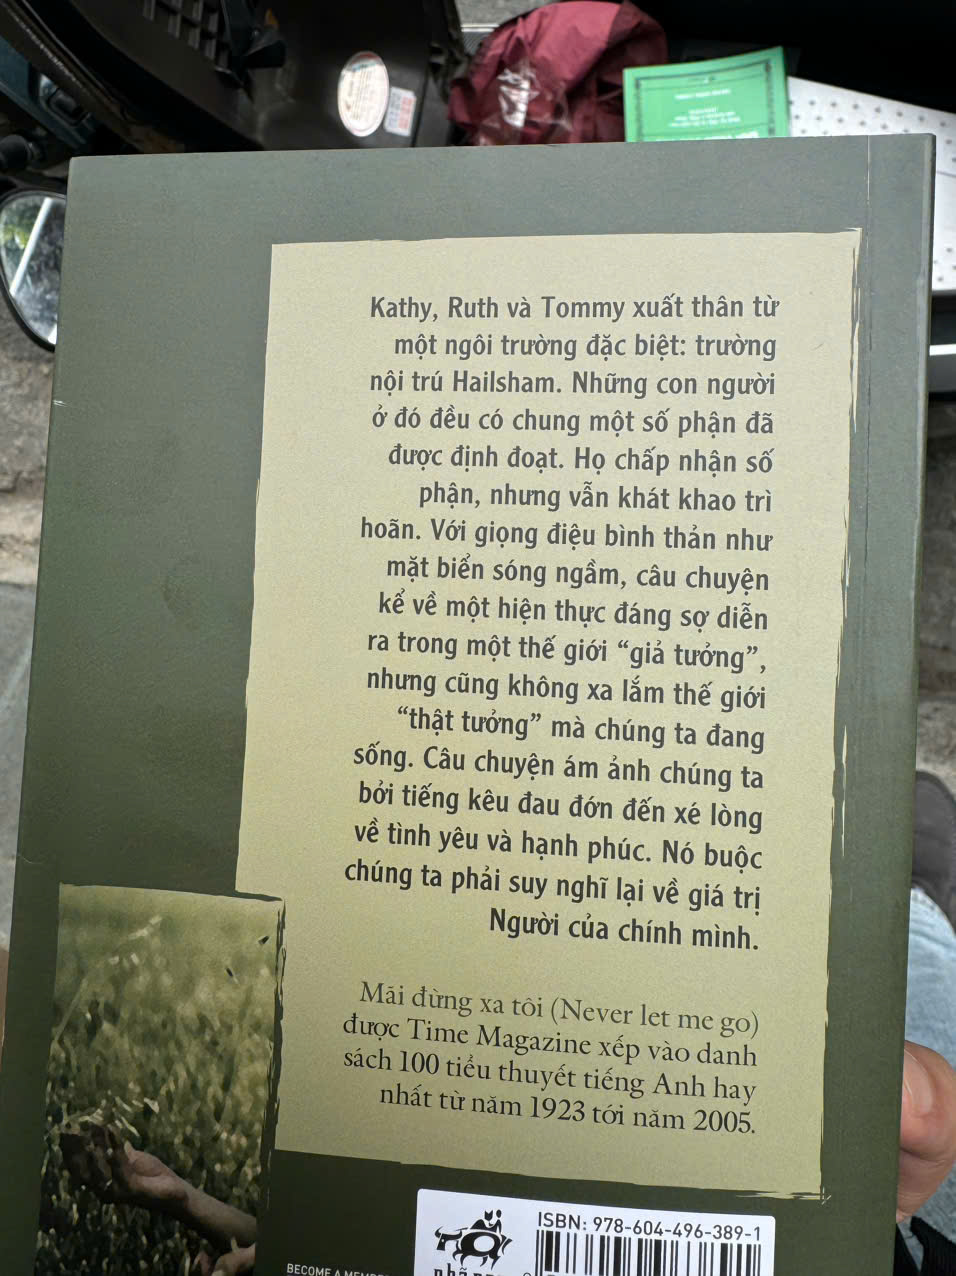 Kathy, Ruth và Tommy xuất thân từ
một ngôi trường đặc biệt: trường
nội trú Hailsham. Những con người
ở đó đều có chung một số phận đã
được định đoạt. Họ chấp nhận số
phận, nhưng vẫn khát khao trì
hoãn. Với giọng điệu bình thản như
mặt biển sóng ngầm, câu chuyện
kể về một hiện thực đáng sợ diễn
ra trong một thế giới “giả tưởng”,
nhưng cũng không xa lắm thế giới
“thật tưởng” mà chúng ta đang
sống. Câu chuyện ám ảnh chúng ta
bởi tiếng kêu đau đớn đến xé lòng
về tình yêu và hạnh phúc. Nó buộc
chúng ta phải suy nghĩ lại về giá trị
Người của chính mình.
Mãi đừng xa tôi (Never let me go)
được Time Magazine xếp vào danh
sách 100 tiểu thuyết tiếng Anh hay
nhất từ năm 1923 tới năm 2005.
ISBN: 978-604-496-389-1
BECOME A